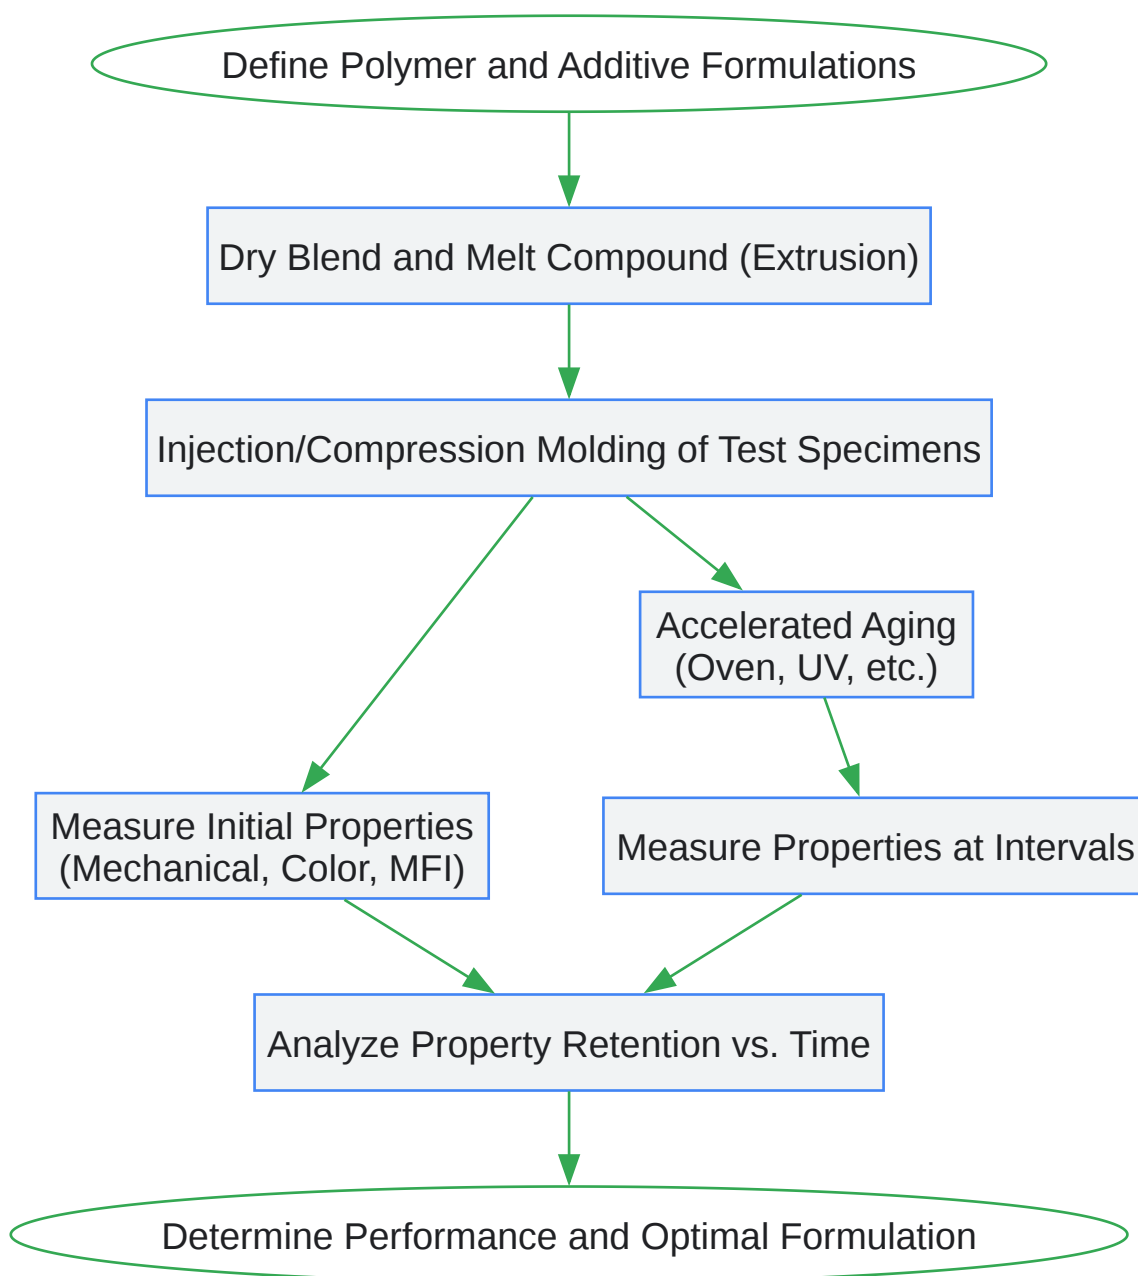 Define Polymer and Additive Formulations
Dry Blend and Melt Compound (Extrusion)
Injection/Compression Molding of Test Specimens
Accelerated Aging
(Oven, UV, etc.)
Measure Initial Properties
(Mechanical, Color, MFI)
Measure Properties at Intervals
Analyze Property Retention vs. Time
Determine Performance and Optimal Formulation